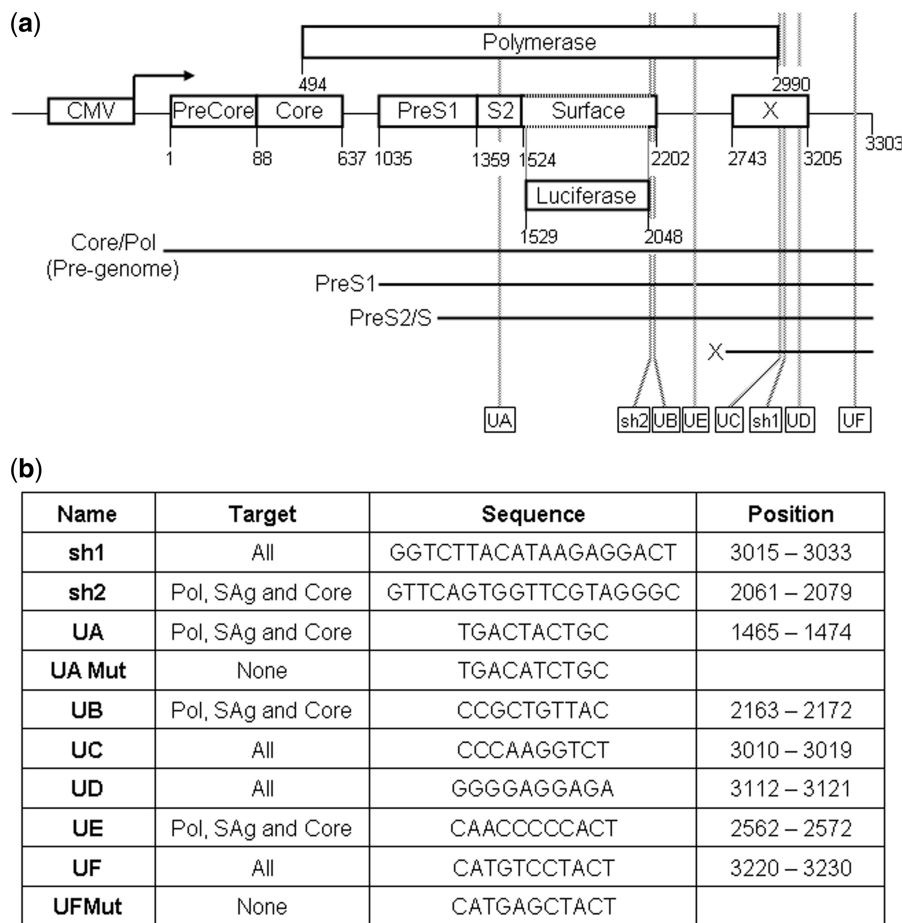 (a)
Polymerase
494 2990
CMV PreCore Core PreS1 S2 Surface X
1 88 637 1035 1359 1524 2202 2743 3205 3303
Luciferase
1529 2048
Core/Pol
(Pre-genome)
PreS1
PreS2/S
X
UA sh2 UB UE UC sh1 UD UF
(b)
Name Target Sequence Position
sh1 All GGTCTTACATAAGAGGACT 3015 – 3033
sh2 Pol, SAg and Core GTTCAGTGGTTCGTAGGGC 2061 – 2079
UA Pol, SAg and Core TGACTACTGC 1465 – 1474
UA Mut None TGACATCTGC
UB Pol, SAg and Core CCGCTGTTAC 2163 – 2172
UC All CCCAAGGTCT 3010 – 3019
UD All GGGGAGGAGA 3112 – 3121
UE Pol, SAg and Core CAACCCCCACT 2562 – 2572
UF All CATGTCCTACT 3220 – 3230
UFMut None CATGAGCTACT